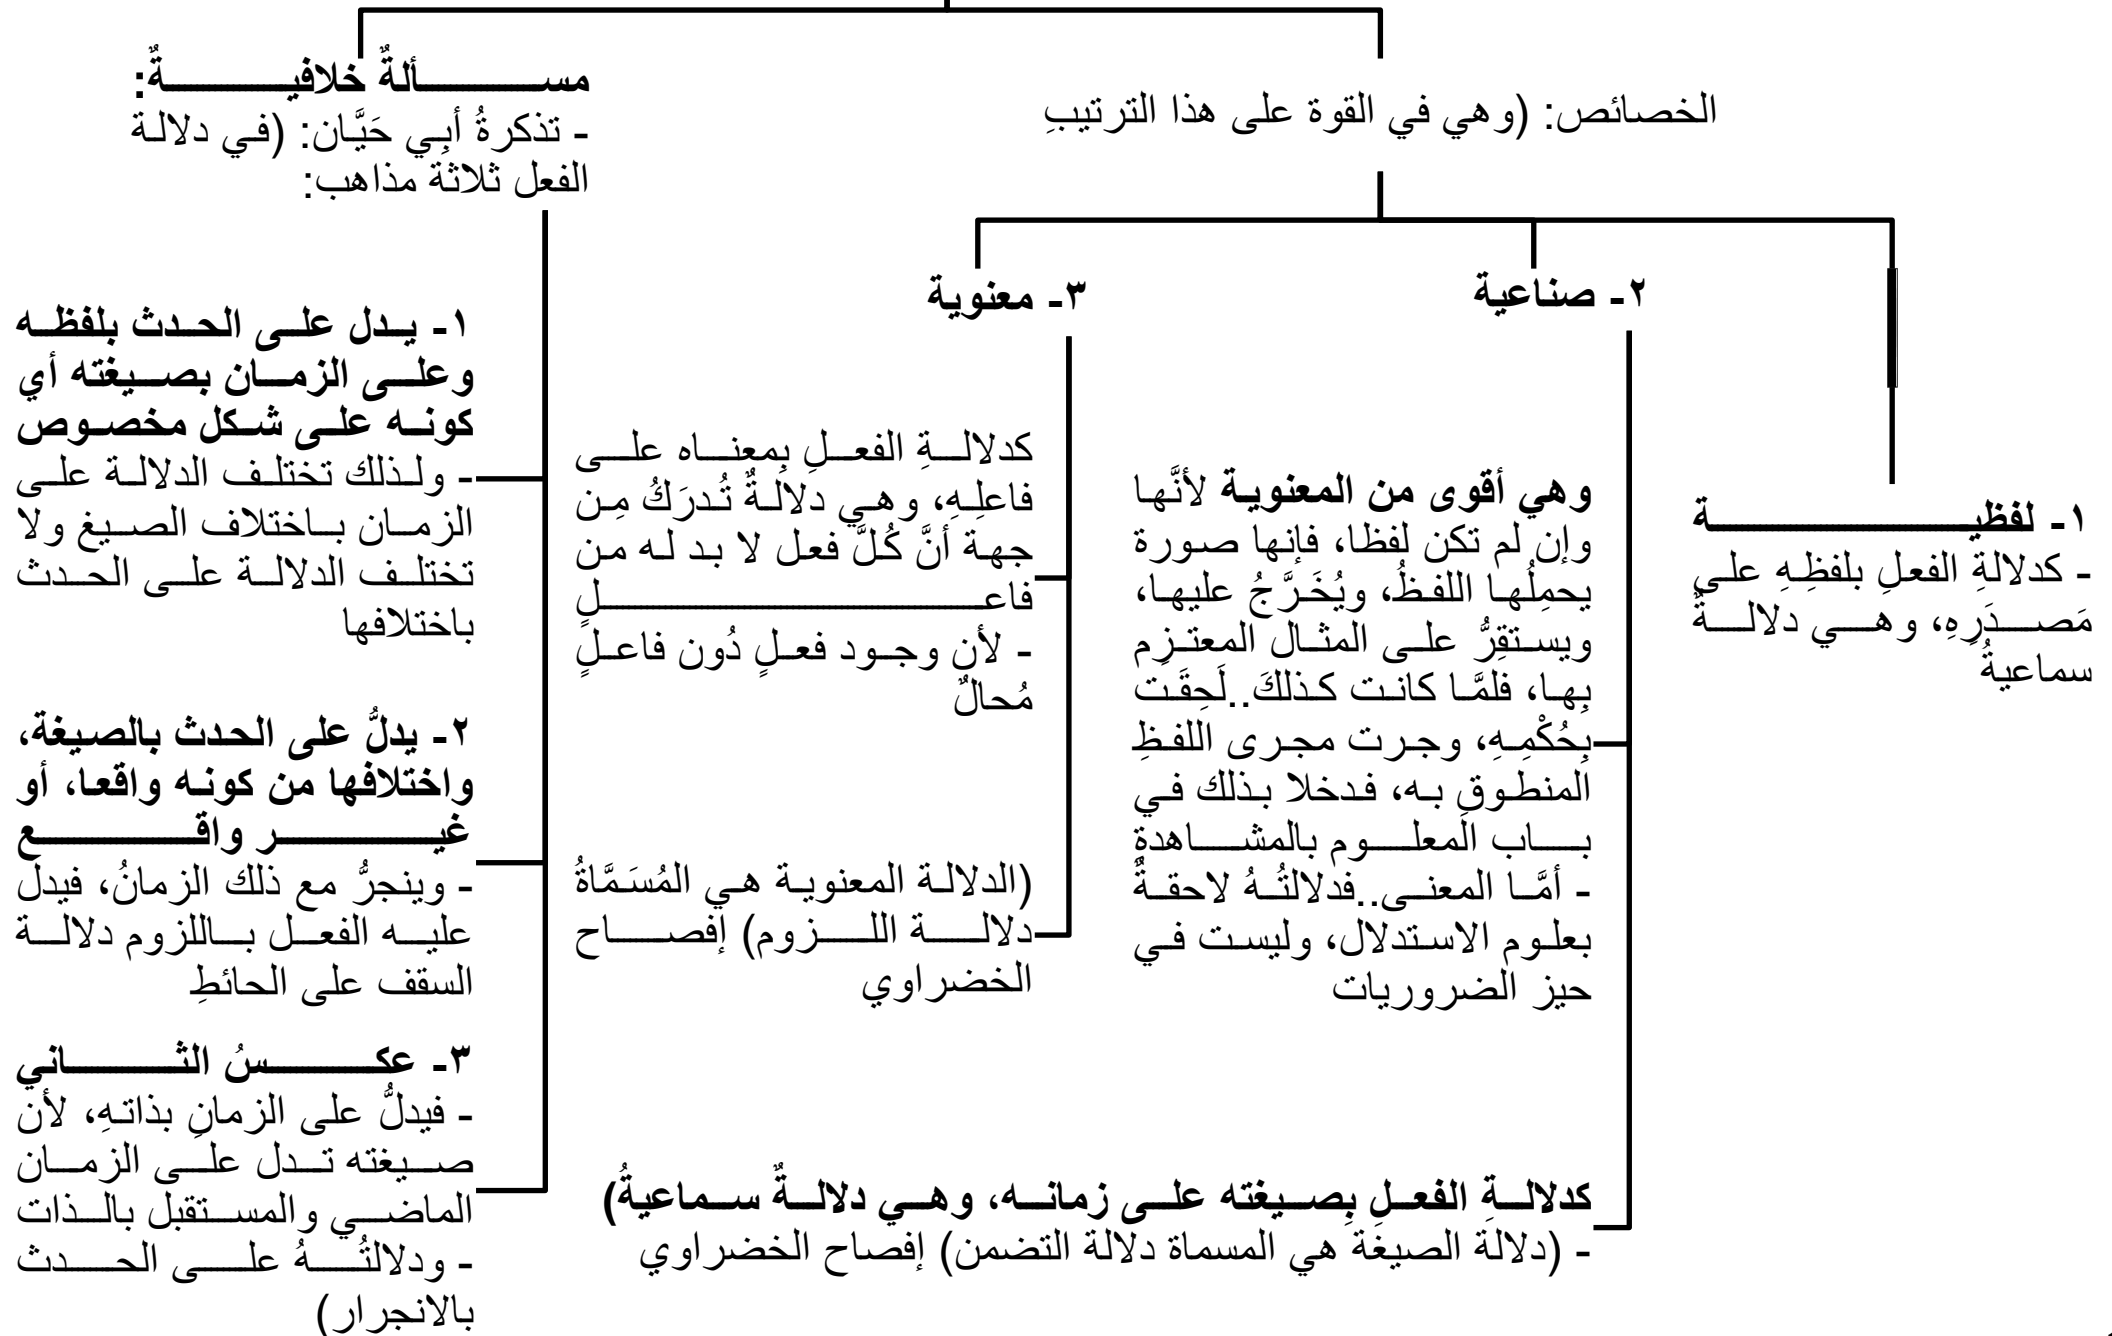 الخصائص: (وهي في القوة على هذا الترتيبِ
١- لفظية
- كدلالةِ الفعلِ بلفظِهِ على
مَصدَرِهِ، وهي دلالةٌ
سماعيةُ
٢- صناعية
وهي أقوى من المعنوية لأنَّها
وإن لم تكن لفظا، فإنها صورة
يحمِلُها اللفظُ، ويُخَرَّجُ عليها،
ويستقِرُّ على المثال المعتزِم
بِها، فلمَّا كانت كذلكَ..لَحِقَت
بِحُكْمِهِ، وجرت مجرى اللفظِ
المنطوقِ به، فدخلا بذلك في
باب المعلوم بالمشاهدةِ
- أمَّا المعنى..فدلالتُهُ لاحقةٌ
بعلوم الاستدلال، وليست في
حيز الضروريات
كدلالةِ الفعلِ بِصيغته على زمانه، وهي دلالةٌ سماعيةُ)
- (دلالة الصيغة هي المسماة دلالة التضمن) إفصاح الخضراوي
٣- معنوية
كدلالةِ الفعلِ بِمعناه على
فاعلِهِ، وهي دلالةٌ تُدرَكُ مِن
جهة أنَّ كُلَّ فعل لا بد له من
فاعلٍ
- لأن وجود فعلٍ دُون فاعلٍ
مُحالٌ
(الدلالة المعنوية هي المُسَمَّاةُ
دلالة اللزوم) إفصاح
الخضراوي
مسألةٌ خلافيةٌ:
- تذكرةُ أبِي حَيَّان: (في دلالة
الفعل ثلاثة مذاهب:
١- يدل على الحدث بلفظه
وعلى الزمان بصيغته أي
كونه على شكل مخصوص
- ولذلك تختلف الدلالة على
الزمان باختلاف الصيغ ولا
تختلف الدلالة على الحدث
باختلافها
٢- يدلُّ على الحدث بالصيغة،
واختلافها من كونه واقعا، أو
غير واقع
- وينجرُّ مع ذلك الزمانُ، فيدل
عليه الفعل باللزوم دلالة
السقف على الحائطِ
٣- عكسُ الثاني
- فيدلُّ على الزمانِ بذاتهِ، لأن
صيغته تدل على الزمان
الماضي والمستقبل بالذات
- ودلالتُهُ على الحدث
بالانجرار)